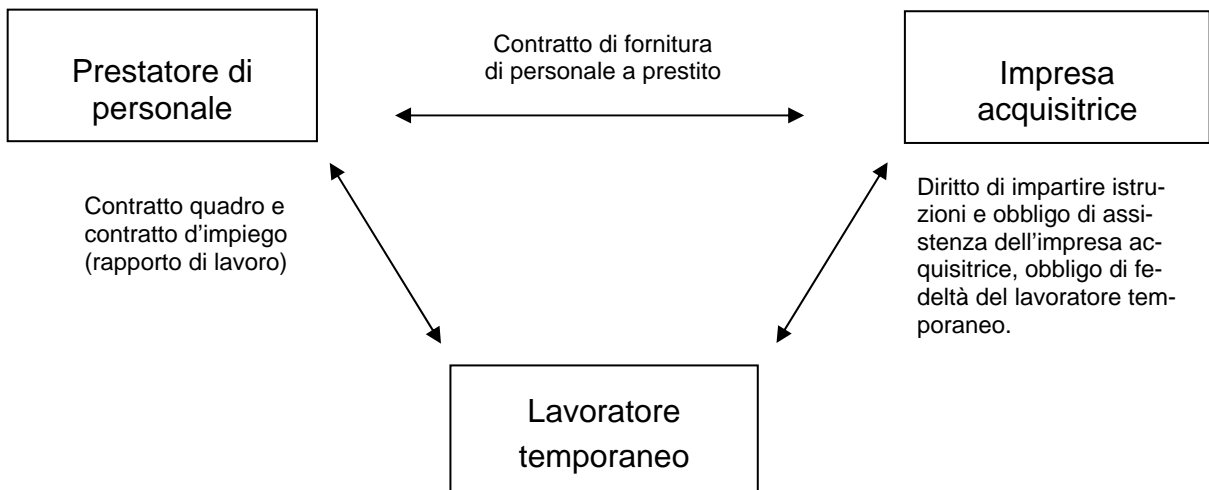 Prestatore di
personale
Contratto di fornitura
di personale a prestito
Impresa
acquisitrice
Contratto quadro e
contratto d'impiego
(rapporto di lavoro)
Diritto di impartire istru-
zioni e obbligo di assi-
stenza dell'impresa ac-
quisitrice, obbligo di fe-
deltà del lavoratore tem-
poraneo.
Lavoratore
temporaneo